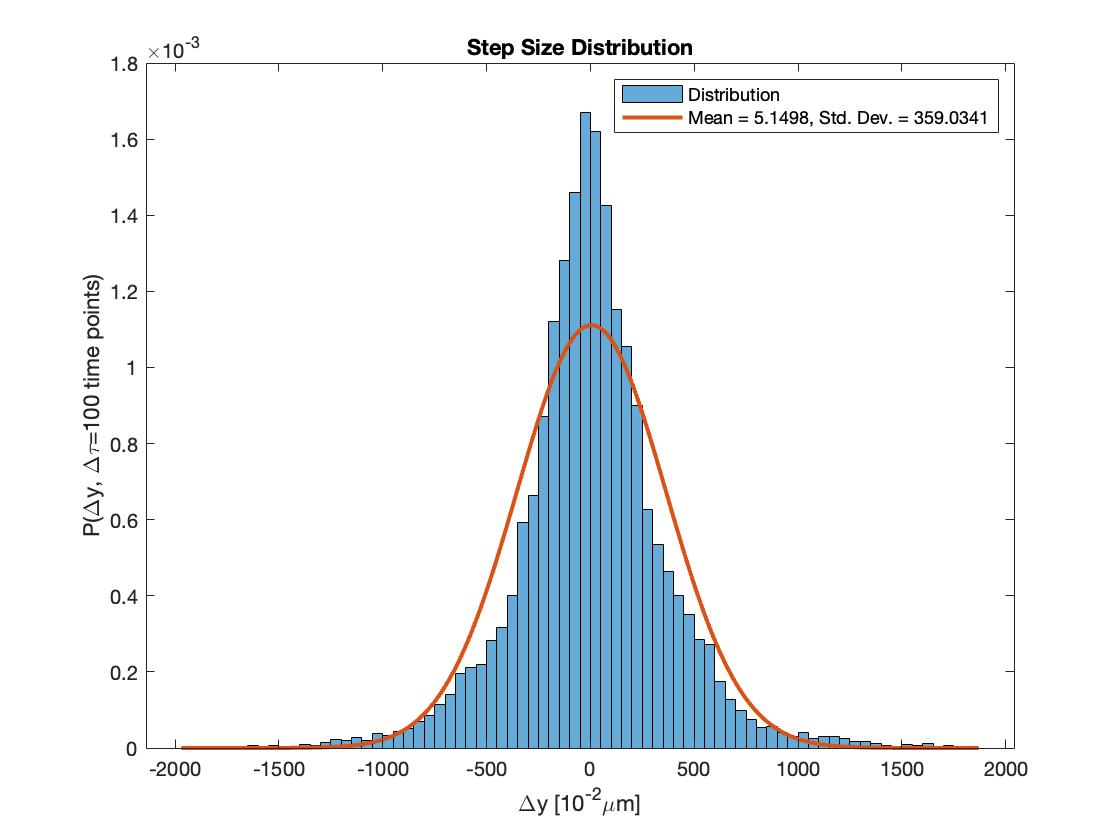 Step Size Distribution
×10⁻³
1.8
1.6
1.4
1.2
1
0.8
0.6
0.4
0.2
0
P(Δy, Δτ=100 time points)
Distribution
Mean = 5.1498, Std. Dev. = 359.0341
-2000 -1500 -1000 -500 0 500 1000 1500 2000
Δy [10⁻²μm]